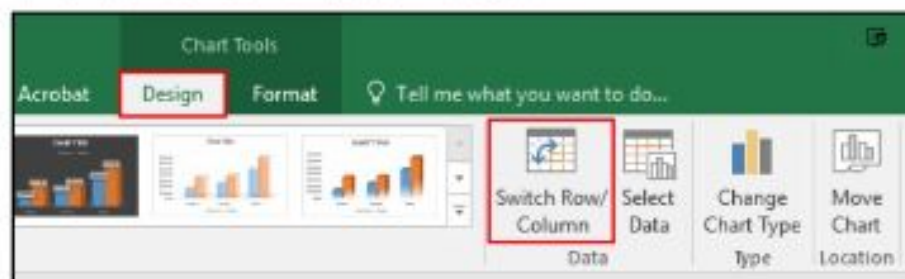 Chart Tools
Acrobat Design Format Tell me what you want to do...
Switch Row/ Select Change Move
Column Data Chart Type Chart
Data Type Location